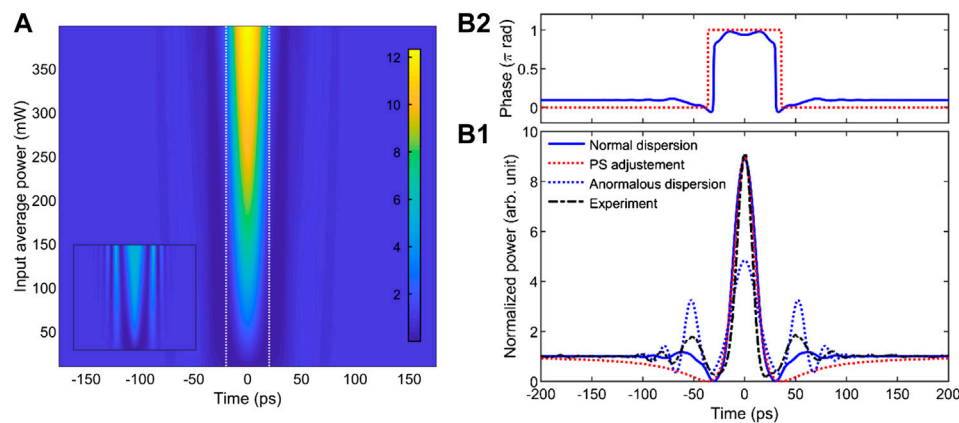 A
Input average power (mW)
350
300
250
200
150
100
50
12
10
8
6
4
2
-150 -100 -50 0 50 100 150
Time (ps)
B2
Phase (π rad)
1
0.5
0
B1
Normalized power (arb. unit)
10
8
6
4
2
0
Normal dispersion
PS adjustement
Anormalous dispersion
Experiment
-200 -150 -100 -50 0 50 100 150 200
Time (ps)